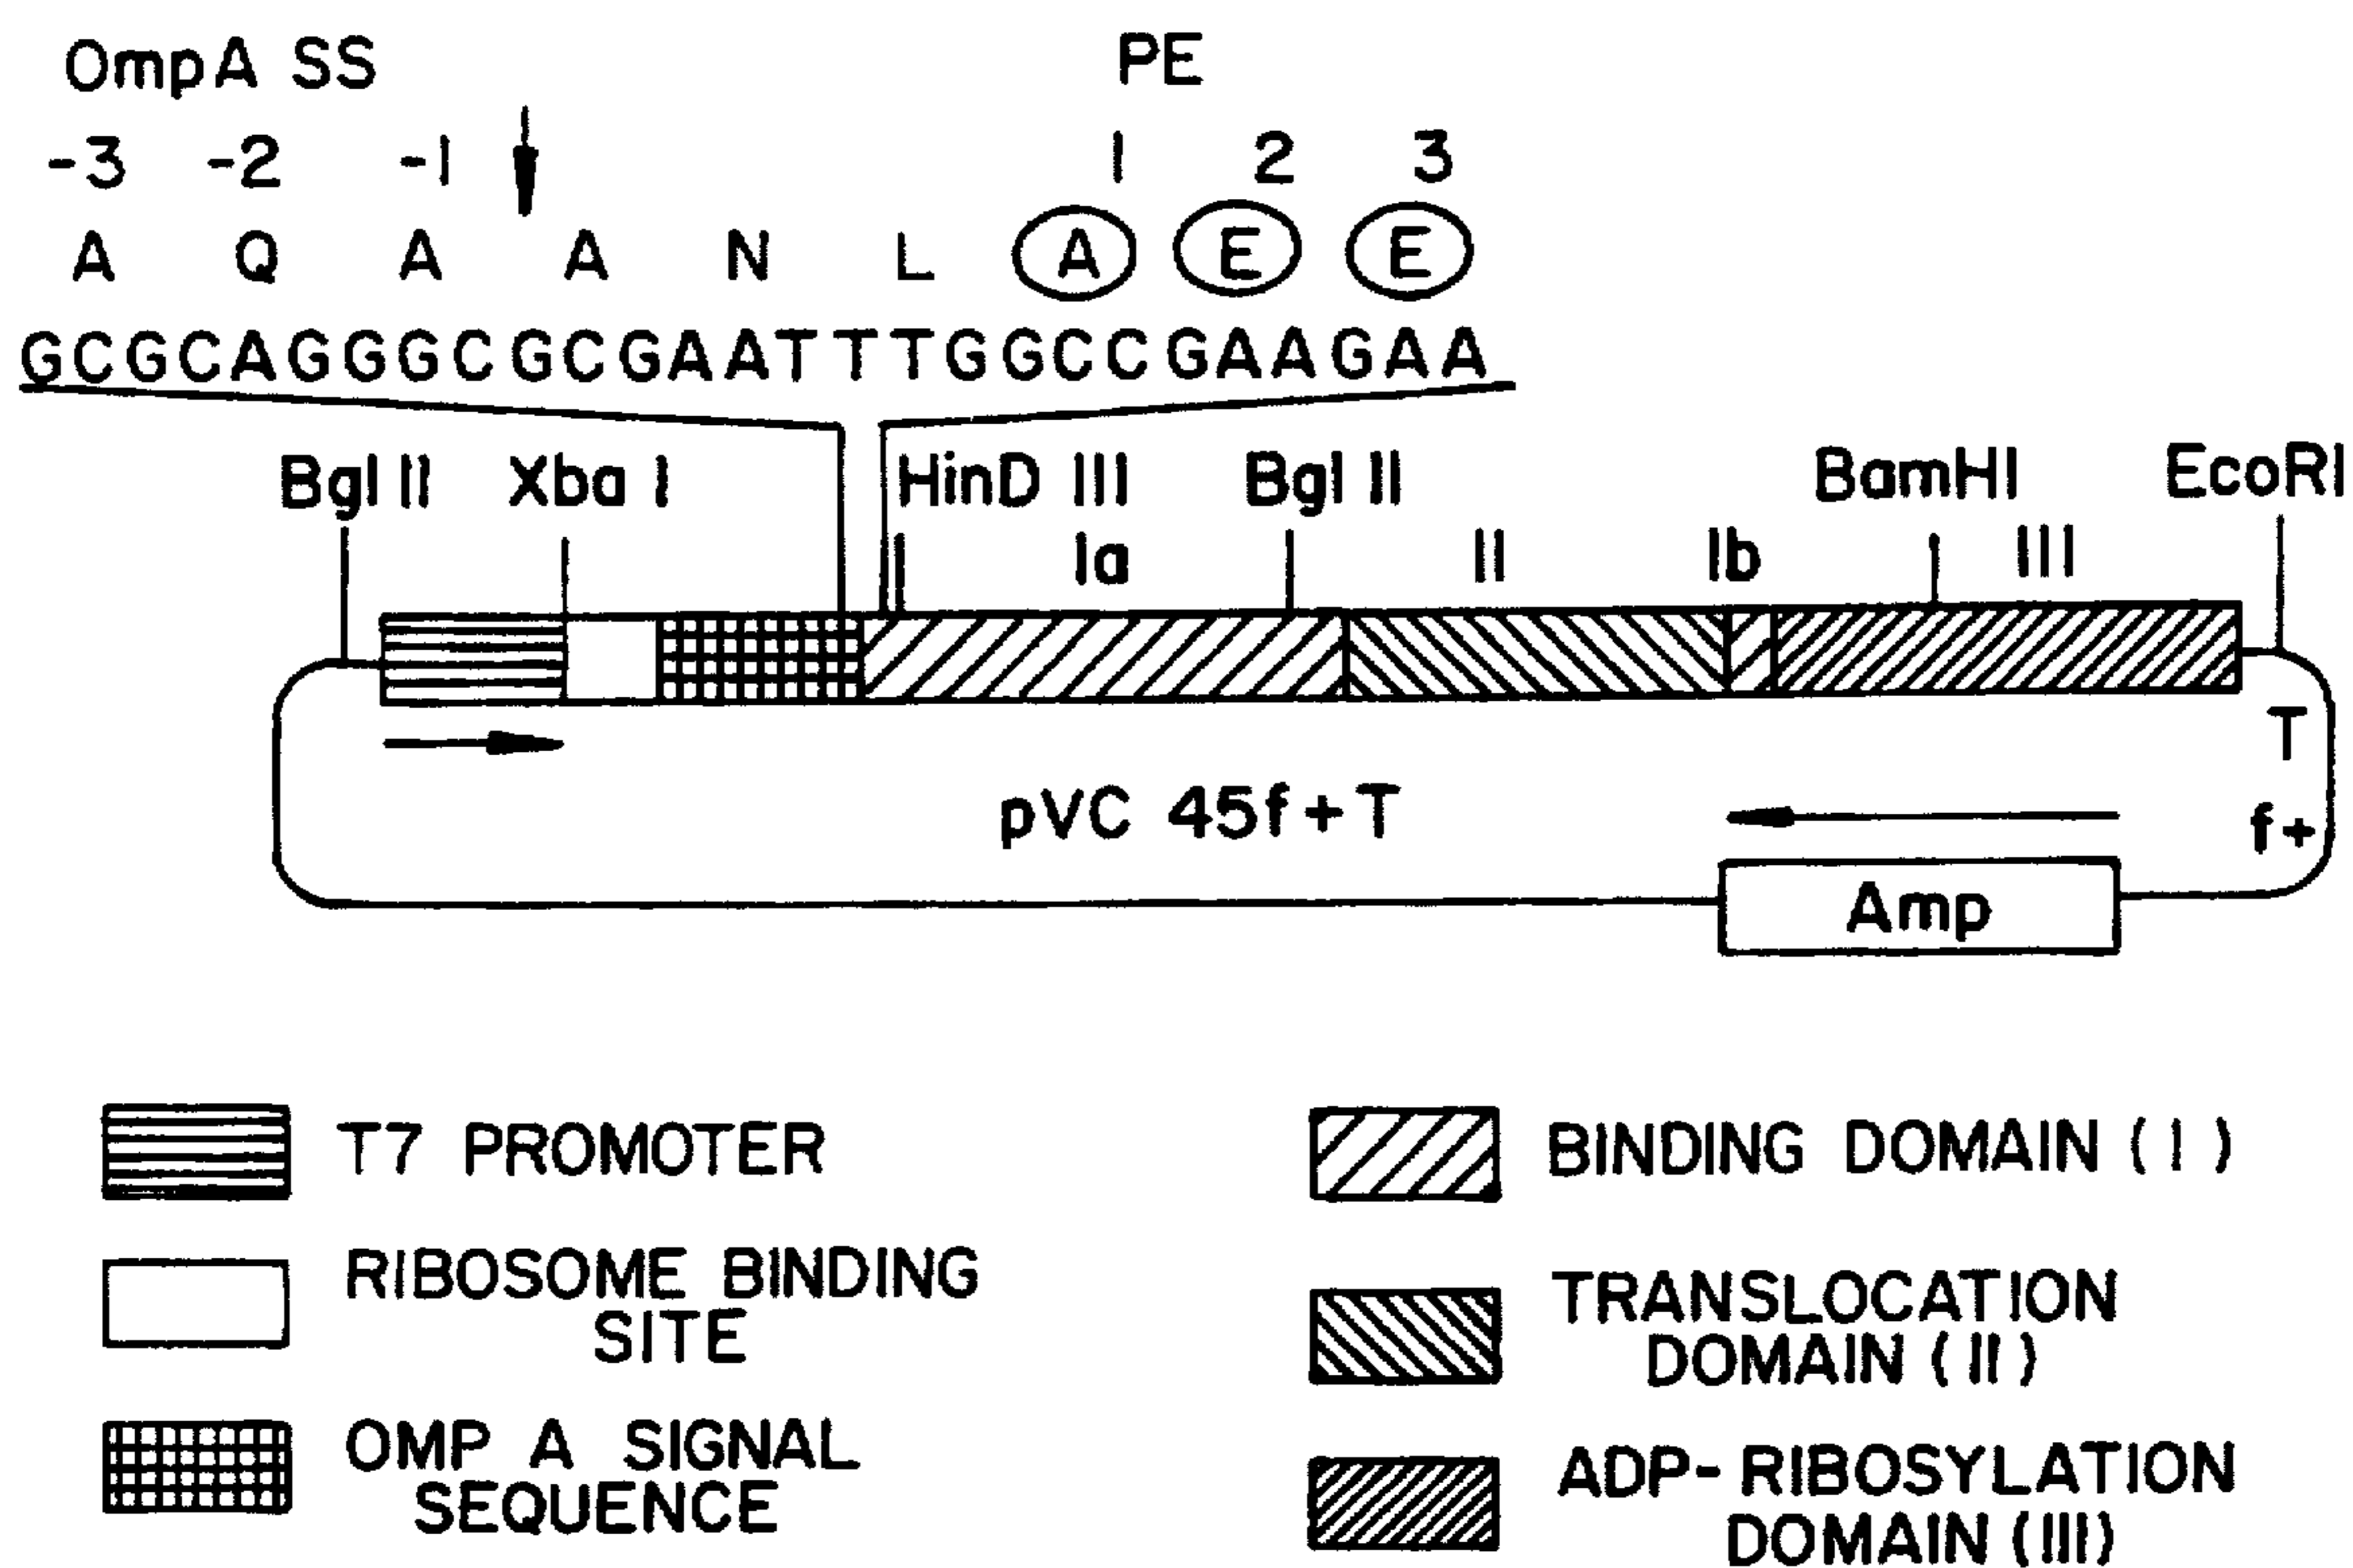 OmpA SS PE
-3 -2 -1 1 2 3
A Q A A N L A E E
GCGCAGGGCGCGAATTTGGCCGAAGAA
Bgl II Xba I HinD III Bgl II BamHI EcoRI
Ia II Ib III
T
pVC 45f+T
f+
Amp
T7 PROMOTER
BINDING DOMAIN (I)
RIBOSOME BINDING
SITE
TRANSLOCATION
DOMAIN (II)
OMP A SIGNAL
SEQUENCE
ADP-RIBOSYLATION
DOMAIN (III)